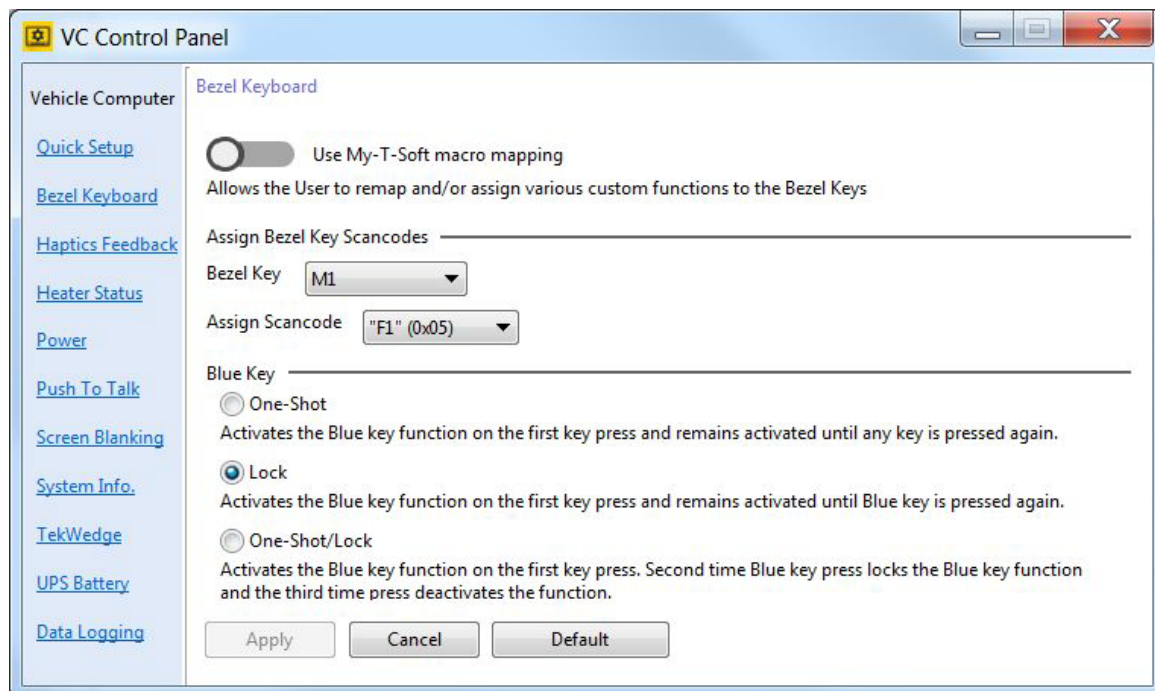 VC Control Panel
Vehicle Computer
Quick Setup
Bezel Keyboard
Haptics Feedback
Heater Status
Power
Push To Talk
Screen Blanking
System Info.
TekWedge
UPS Battery
Data Logging
Bezel Keyboard
Use My-T-Soft macro mapping
Allows the User to remap and/or assign various custom functions to the Bezel Keys
Assign Bezel Key Scancodes
Bezel Key M1
Assign Scancode "F1" (0x05)
Blue Key
One-Shot
Activates the Blue key function on the first key press and remains activated until any key is pressed again.
Lock
Activates the Blue key function on the first key press and remains activated until Blue key is pressed again.
One-Shot/Lock
Activates the Blue key function on the first key press. Second time Blue key press locks the Blue key function
and the third time press deactivates the function.
Apply Cancel Default